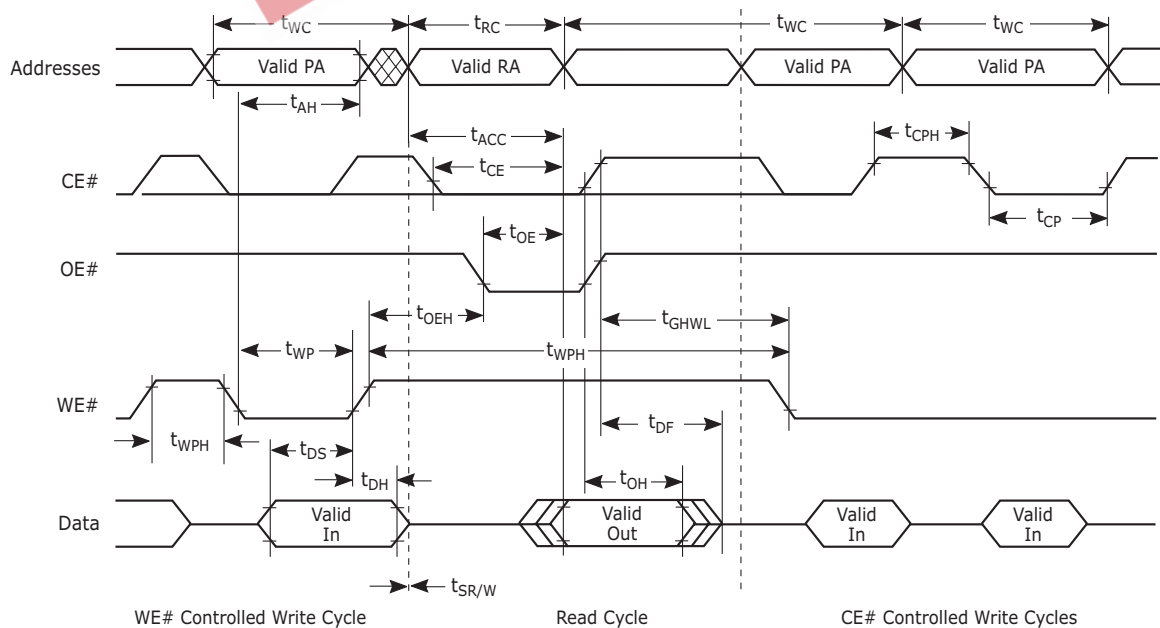 tWC
tRC
tWC
tWC
Addresses
Valid PA
Valid RA
Valid PA
Valid PA
tAH
tACC
tCPH
CE#
tCE
tCP
OE#
tOE
tOEH
tGHWL
tWP
tWPH
WE#
tWPH
tDS
tDF
tDH
tOH
Data
Valid
In
Valid
Out
Valid
In
Valid
In
tSR/W
WE# Controlled Write Cycle
Read Cycle
CE# Controlled Write Cycles